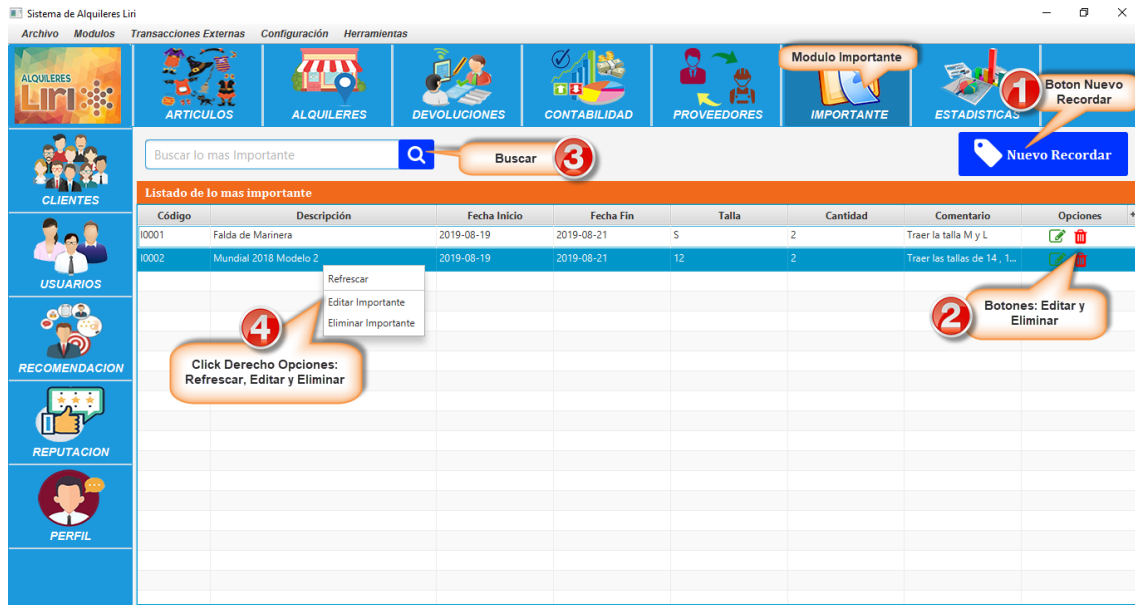 Sistema de Alquileres Liri
Archivo Modulos Transacciones Externas Configuración Herramientas
ALQUILERES
LIRI
ARTICULOS
ALQUILERES
DEVOLUCIONES
CONTABILIDAD
PROVEEDORES
Modulo Importante
IMPORTANTE
ESTADISTICAS
1
Boton Nuevo
Recordar
CLIENTES
USUARIOS
RECOMENDACION
REPUTACION
PERFIL
Buscar lo mas Importante
Buscar
3
Nuevo Recordar
Listado de lo mas importante
Código Descripción Fecha Inicio Fecha Fin Talla Cantidad Comentario Opciones +
I0001 Falda de Marinera 2019-08-19 2019-08-21 S 2 Traer la talla M y L
I0002 Mundial 2018 Modelo 2 2019-08-19 2019-08-21 12 2 Traer las tallas de 14 , 1...
Refrescar
Editar Importante
Eliminar Importante
4
Click Derecho Opciones:
Refrescar, Editar y Eliminar
2
Botones: Editar y
Eliminar